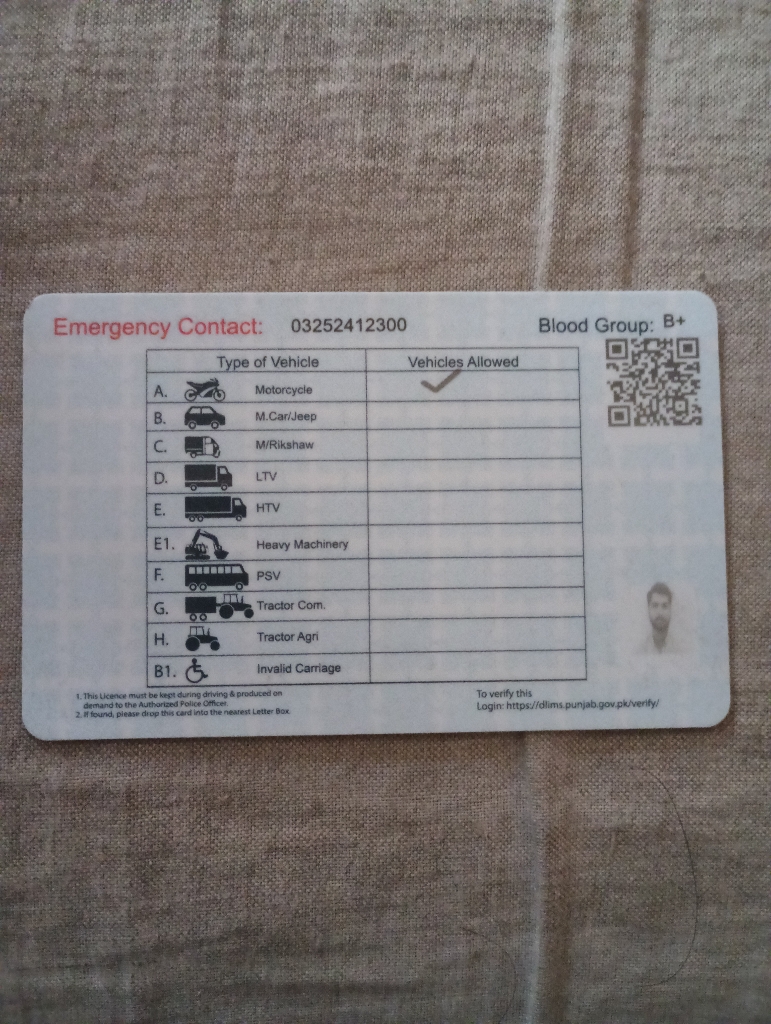 Emergency Contact: 03252412300 Blood Group: B+
Type of Vehicle Vehicles Allowed
A. Motorcycle
B. M.Car/Jeep
C. M/Rikshaw
D. LTV
E. HTV
E1. Heavy Machinery
F. PSV
G. Tractor Com.
H. Tractor Agri
B1. Invalid Carriage
1. This Licence must be kept during driving & produced on
demand to the Authorized Police Officer.
2. If found, please drop this card into the nearest Letter Box.
To verify this
Login: https://dlims.punjab.gov.pk/verify/